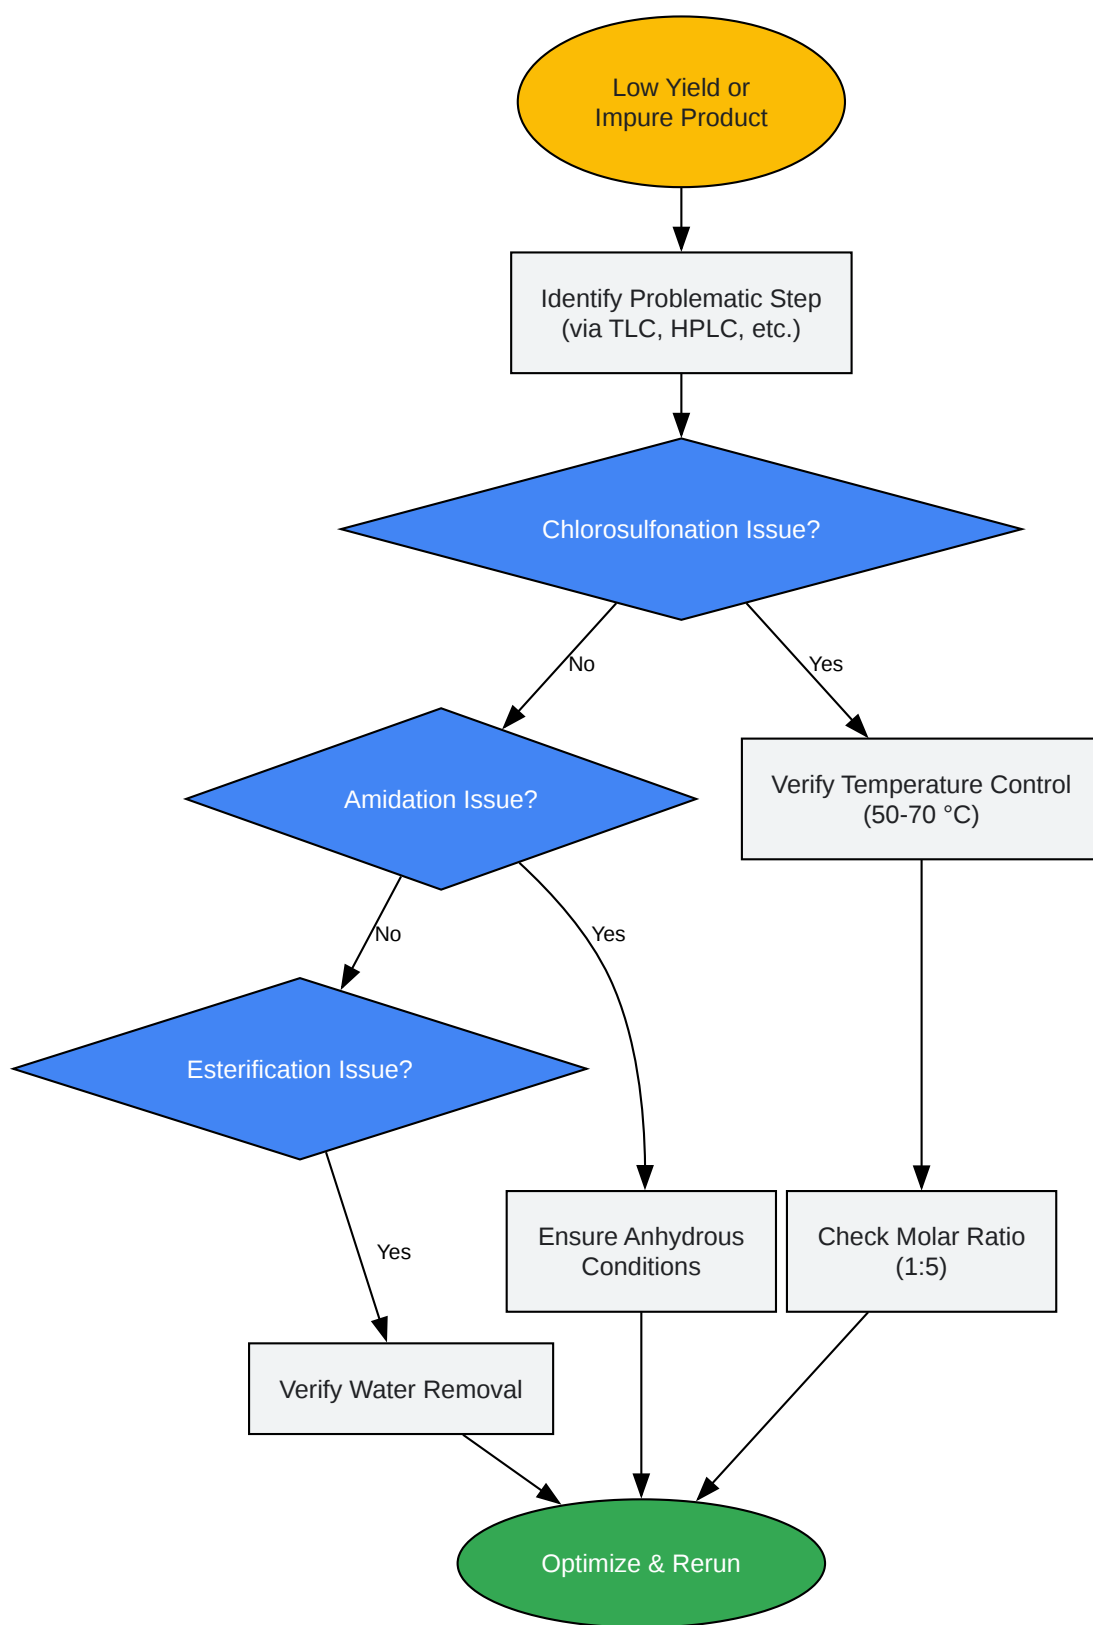 Low Yield or
Impure Product
Identify Problematic Step
(via TLC, HPLC, etc.)
Chlorosulfonation Issue?
No
Yes
Amidation Issue?
Verify Temperature Control
(50-70 °C)
No
Yes
Esterification Issue?
Yes
Ensure Anhydrous
Conditions
Check Molar Ratio
(1:5)
Verify Water Removal
Optimize & Rerun